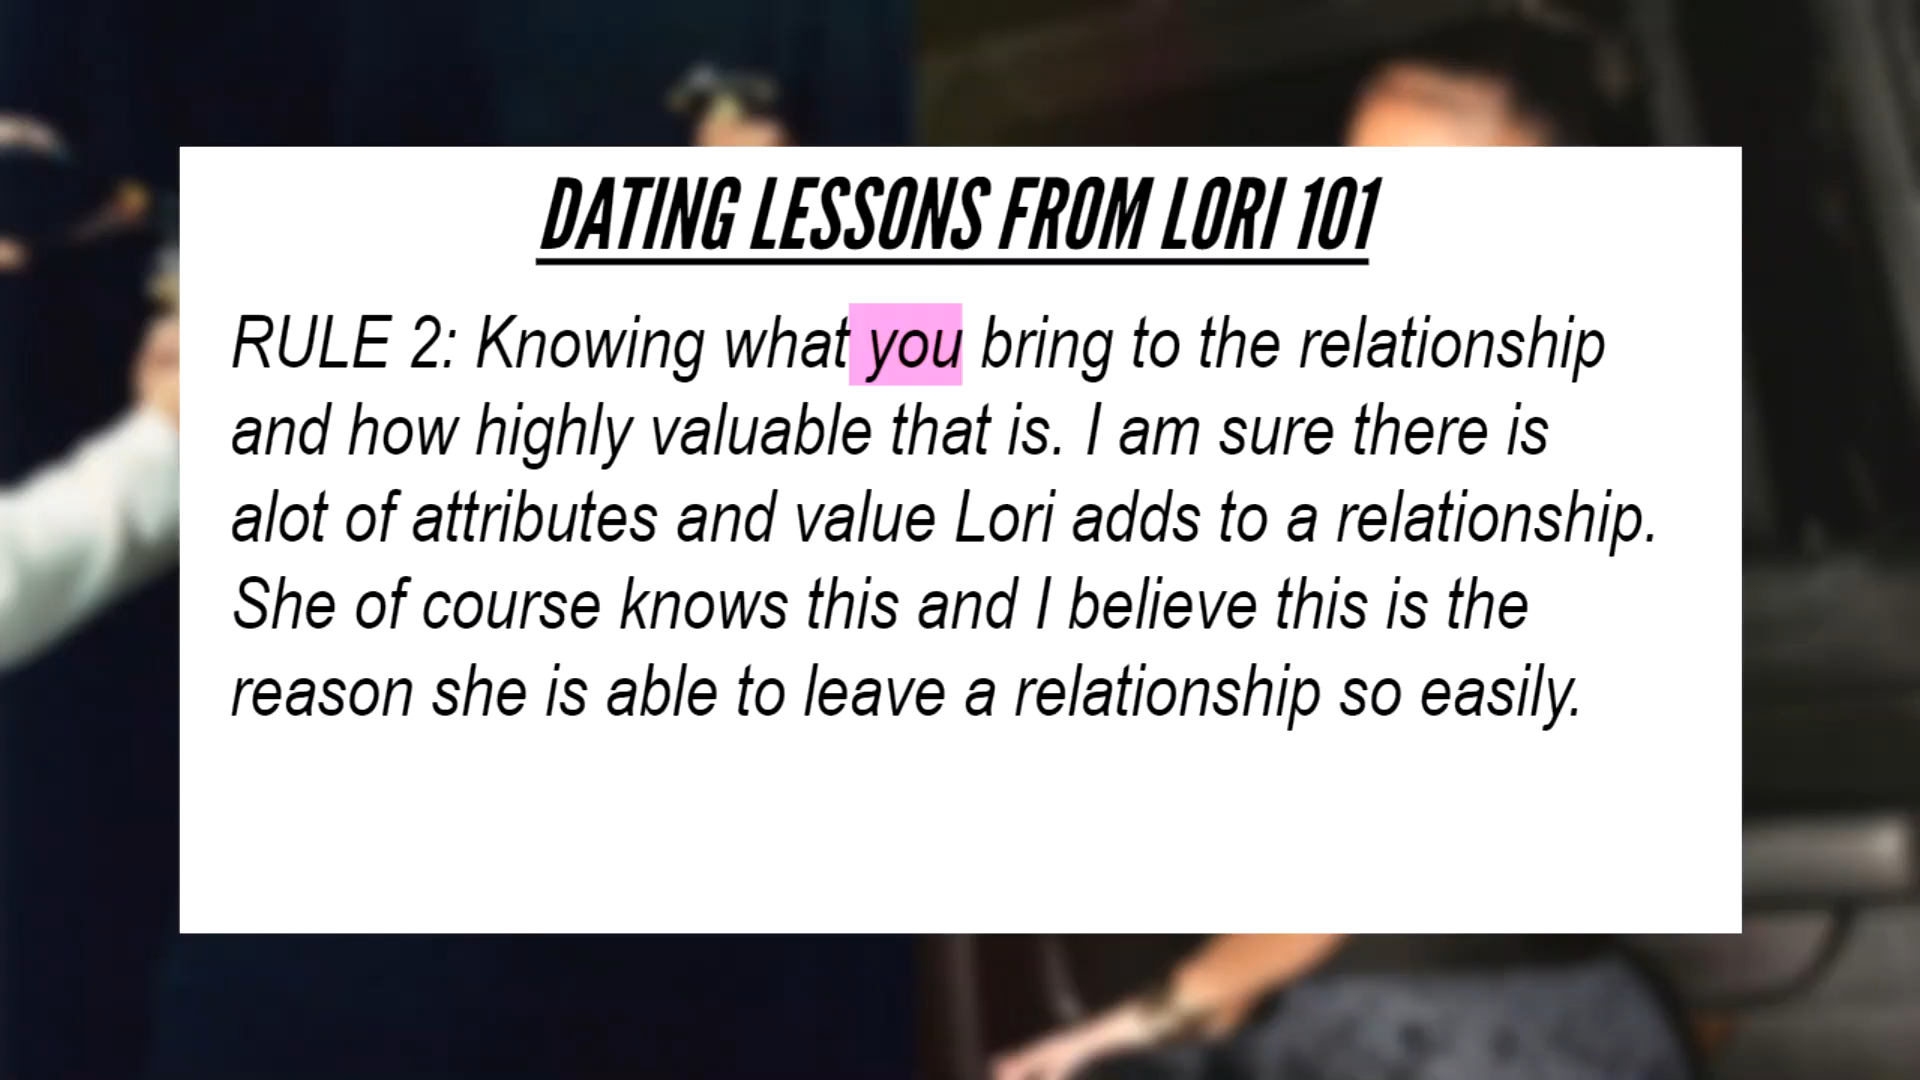 DATING LESSONS FROM LORI 101
RULE 2: Knowing what you bring to the relationship
and how highly valuable that is. I am sure there is
alot of attributes and value Lori adds to a relationship.
She of course knows this and I believe this is the
reason she is able to leave a relationship so easily.